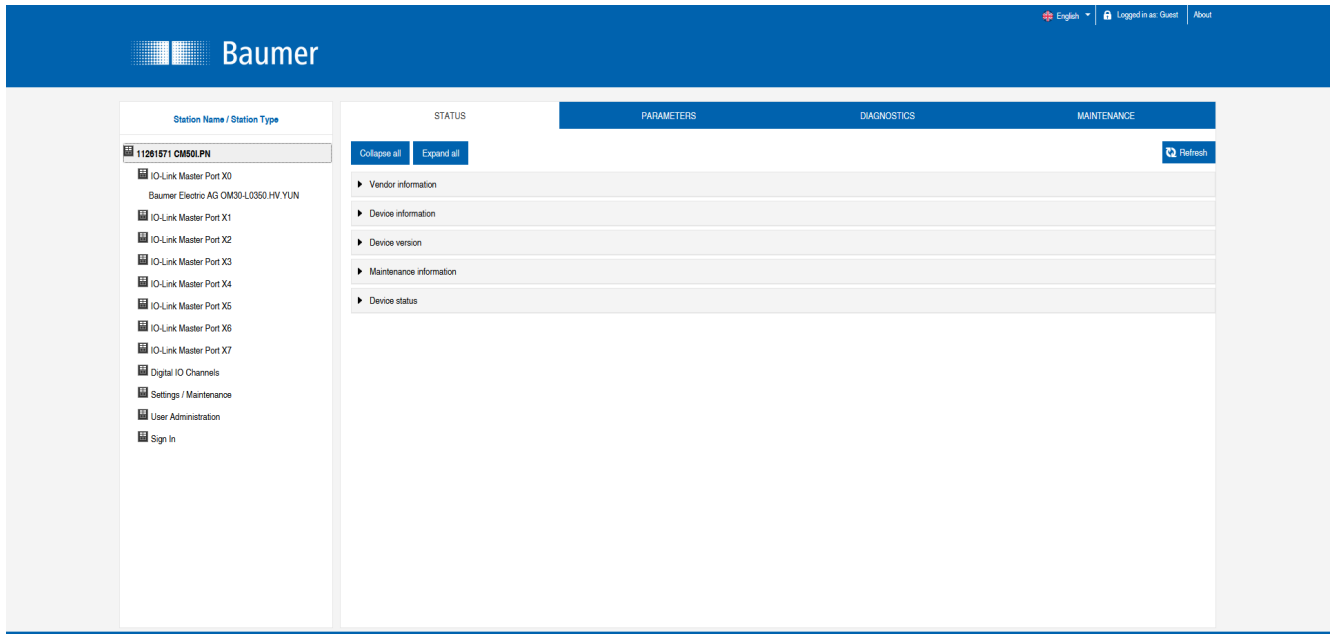 English
Logged in as: Guest
About
Baumer
Station Name / Station Type
11261571 CM50I.PN
IO-Link Master Port X0
Baumer Electric AG OM30-L0350.HV.YUN
IO-Link Master Port X1
IO-Link Master Port X2
IO-Link Master Port X3
IO-Link Master Port X4
IO-Link Master Port X5
IO-Link Master Port X6
IO-Link Master Port X7
Digital IO Channels
Settings / Maintenance
User Administration
Sign In
STATUS
PARAMETERS
DIAGNOSTICS
MAINTENANCE
Collapse all
Expand all
Refresh
Vendor information
Device information
Device version
Maintenance information
Device status